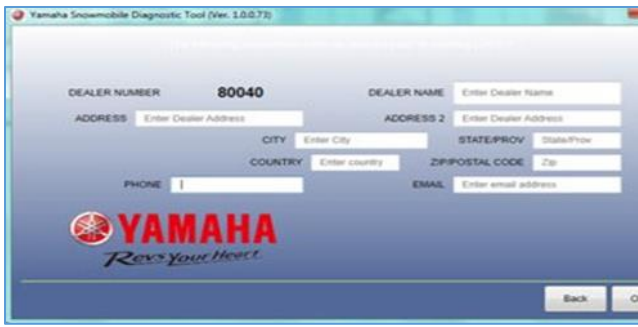 Yamaha Snowmobile Diagnostic Tool (Ver. 1.0.0.73)
DEALER NUMBER 80040 DEALER NAME Enter Dealer Name
ADDRESS Enter Dealer Address ADDRESS 2 Enter Dealer Address
CITY Enter City STATE/PROV State/Prov
COUNTRY Enter country ZIP/POSTAL CODE Zip
PHONE EMAIL Enter email address
YAMAHA
Revs Your Heart
Back O